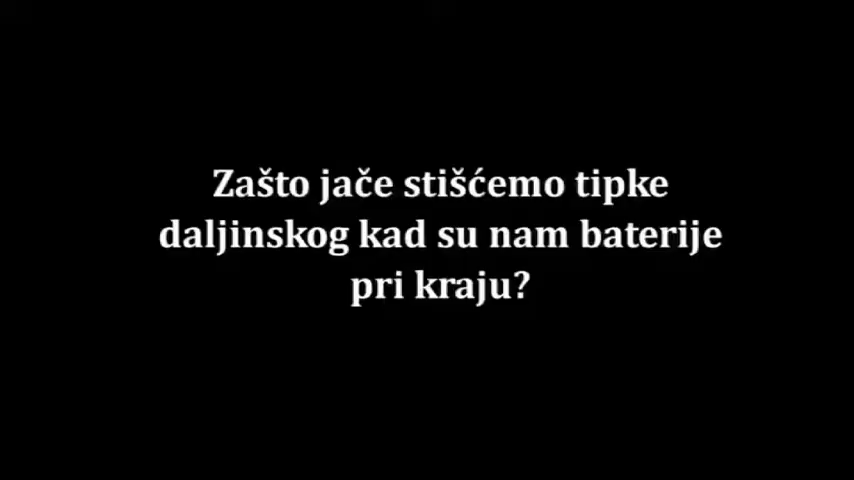 Zašto jače stišćemo tipke
daljinskog kad su nam baterije
pri kraju?